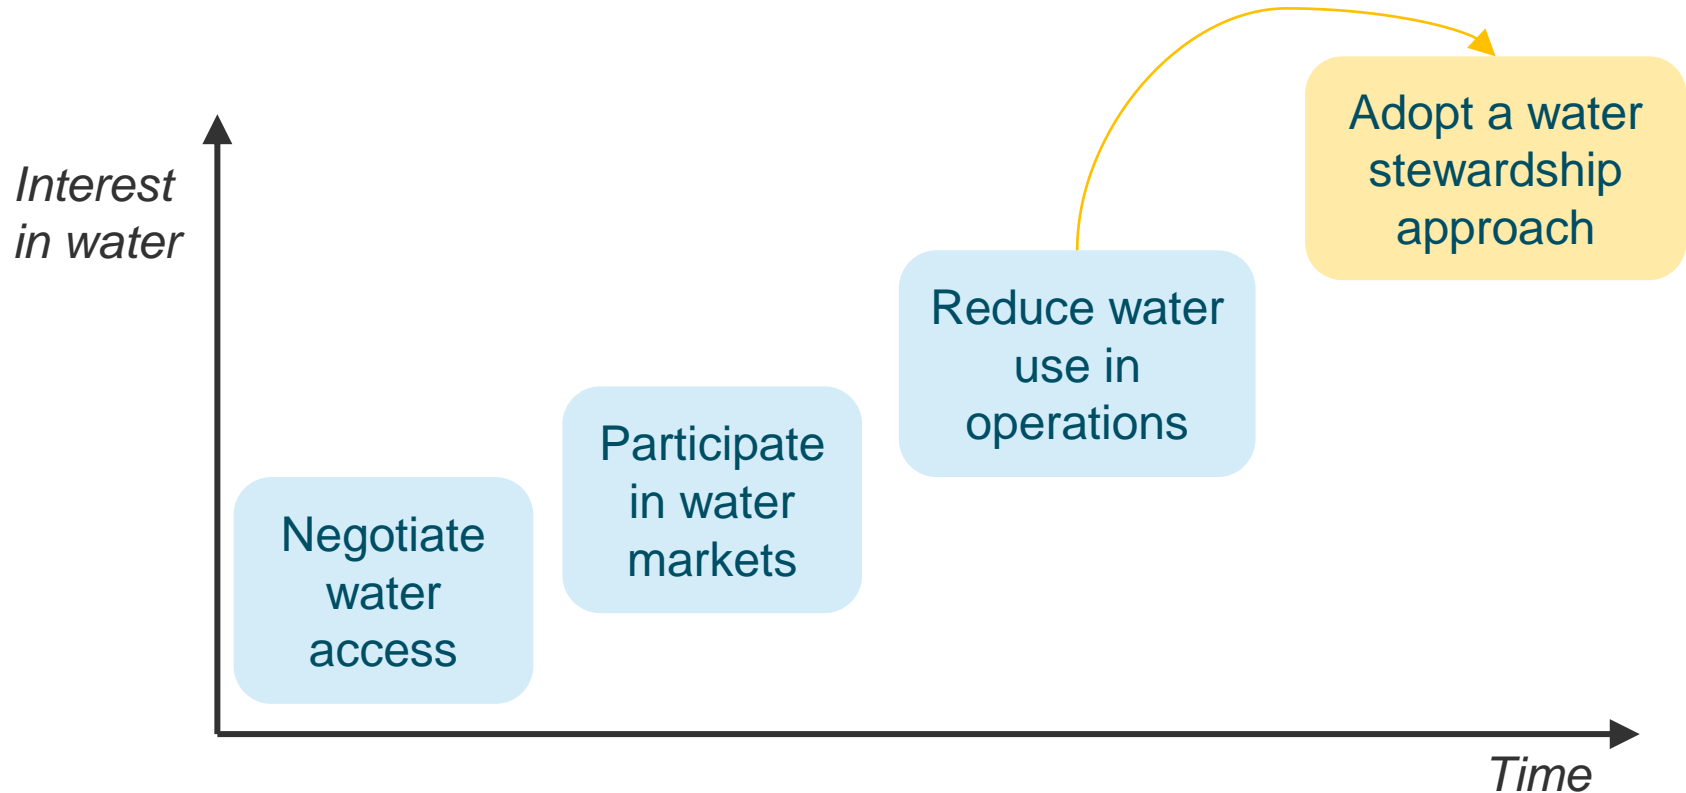 Interest
in water
Negotiate
water
access
Participate
in water
markets
Reduce water
use in
operations
Adopt a water
stewardship
approach
Time